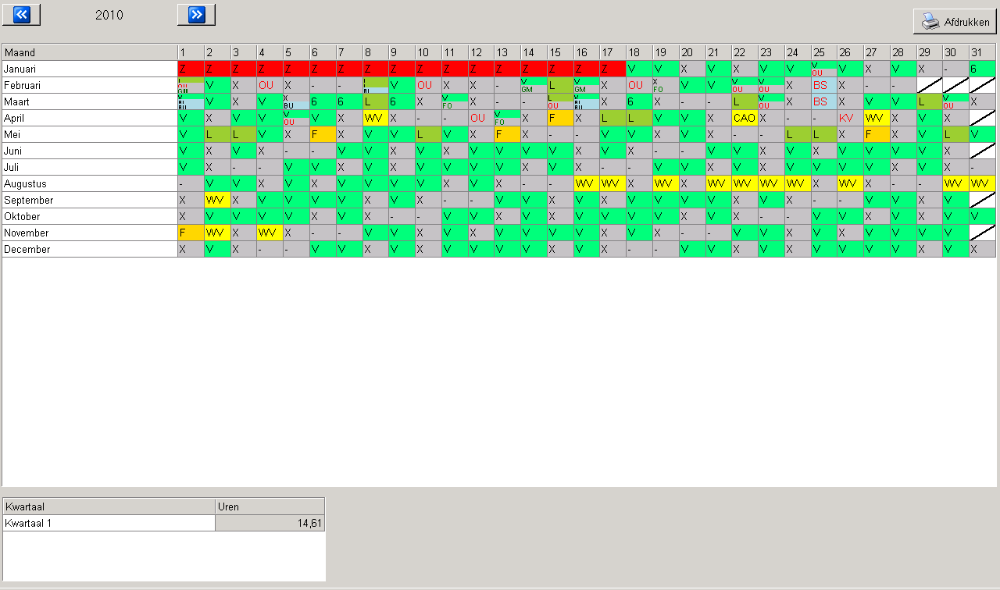 2010
Afdrukken
Maand 1 2 3 4 5 6 7 8 9 10 11 12 13 14 15 16 17 18 19 20 21 22 23 24 25 26 27 28 29 30 31
Januari Z Z Z Z Z Z Z Z Z Z Z Z Z Z Z Z Z V V X V X V V V OU V X V X - 6
Februari OU GM V X OU X - - V OU X X - V GM L V GM X OU X FO V V V OU V OU X BS X - -
Maart V V X V X BU 6 6 L 6 X V FO X - - L OU V X 6 X - - L V OU X BS X V V L V OU X
April V X V V V OU V X WV X - - OU V FO X F X L L V V X CAO X - - KV WV X V X
Mei V L L V X F X V V L V X F X - - V V X V X - - L L X F X V L V
Juni V X V X - - V V X V V V V V V X V X - - V V X V V X V V X V
Juli V X - - V V X V X V V V V X V X - - V V X V X V V V V X V X -
Augustus - V V X V X V V V V X V X - - WV WV X WV X WV WV WV WV X WV X - - WV WV
September X WV X V V V V X V X - - V V X V X V V V V X V X - - V X V V
Oktober X V V V V X V X - - V V X V X V V V V X V X - - V V X V X V V
November F WV X WV X - - V V X V X V V V V X V X - - V V X V X V V V V
December X V X - - V V X V X V V V V X V X - - V V X V X V V V V X V X
Kwartaal Uren
Kwartaal 1 14,61